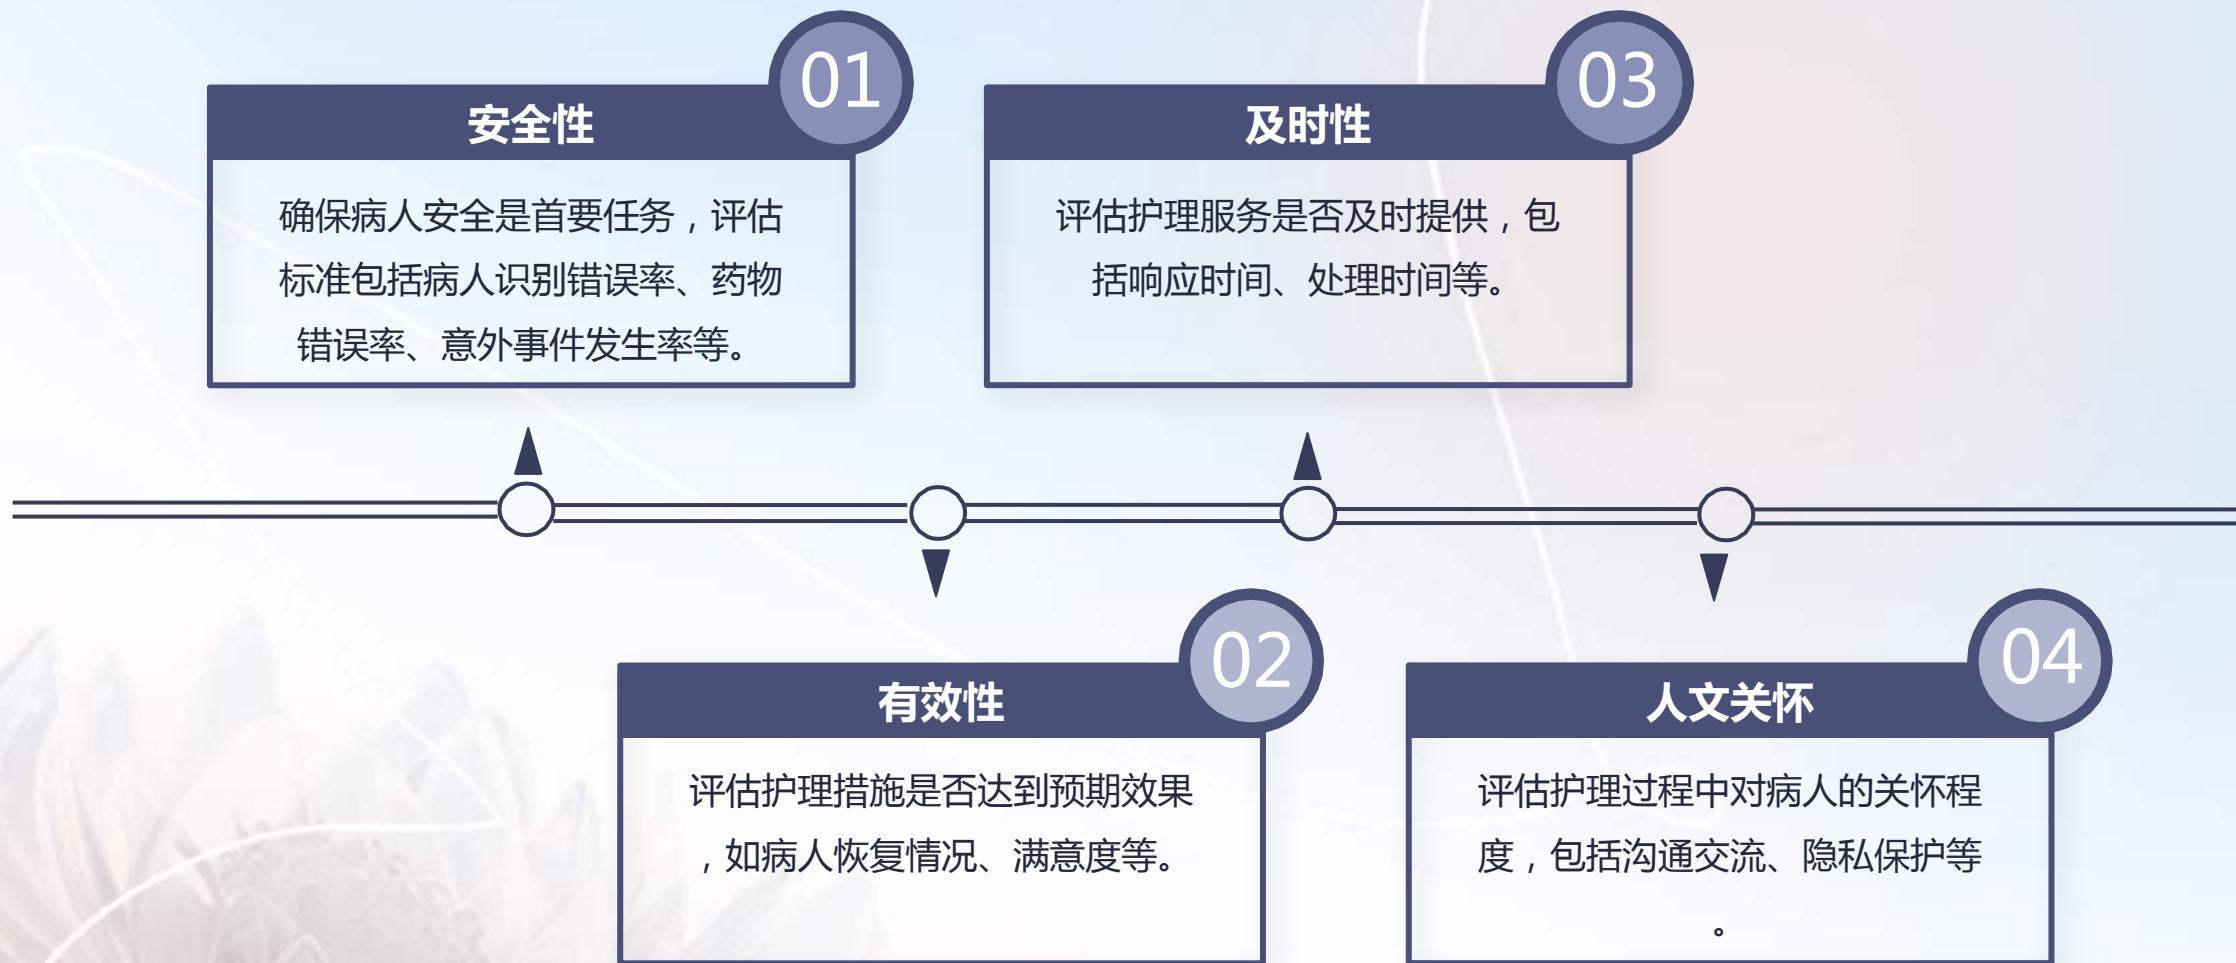 01
安全性
确保病人安全是首要任务，评估
标准包括病人识别错误率、药物
错误率、意外事件发生率等。
02
有效性
评估护理措施是否达到预期效果
，如病人恢复情况、满意度等。
03
及时性
评估护理服务是否及时提供，包
括响应时间、处理时间等。
04
人文关怀
评估护理过程中对病人的关怀程
度，包括沟通交流、隐私保护等
。